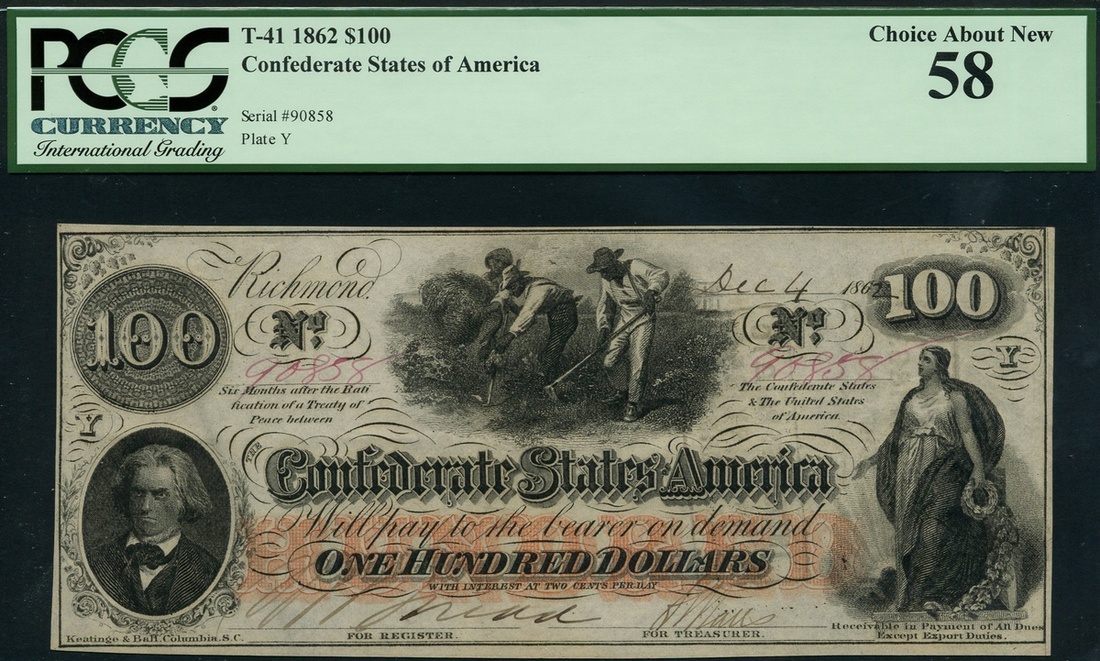 PCGS
CURRENCY
International Grading
T-41 1862 $100
Confederate States of America
Serial #90858
Plate Y
Choice About New
58
Richmond,
Dec 4 1862
100
100
No.
No.
90858
90858
Y
Six Months after the Rati
fication of a Treaty of
Peace between
The Confederate States
& The United States
of America.
Y
THE
Confederate States of America
Will pay to the bearer on demand
ONE HUNDRED DOLLARS
WITH INTEREST AT TWO CENTS PER DAY
FOR REGISTER.
FOR TREASURER.
Keatinge & Ball, Columbia, S.C.
Receivable in Payment of All Dues
Except Export Duties.